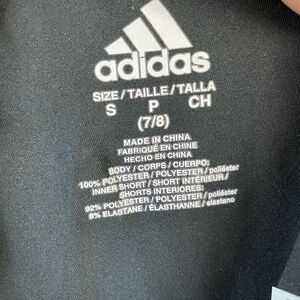 adidas
SIZE/TAILLE/TALLA
S P CH
(7/8)
MADE IN CHINA
FABRIQUÉ EN CHINE
HECHO EN CHINA
BODY / CORPS / CUERPO:
100% POLYESTER / POLYESTER / poliéster
INNER SHORT / SHORT INTÉRIEUR /
SHORTS INTERIORES:
92% POLYESTER / POLYESTER / poliéster
8% ELASTANE / ÉLASTHANNE / elastano